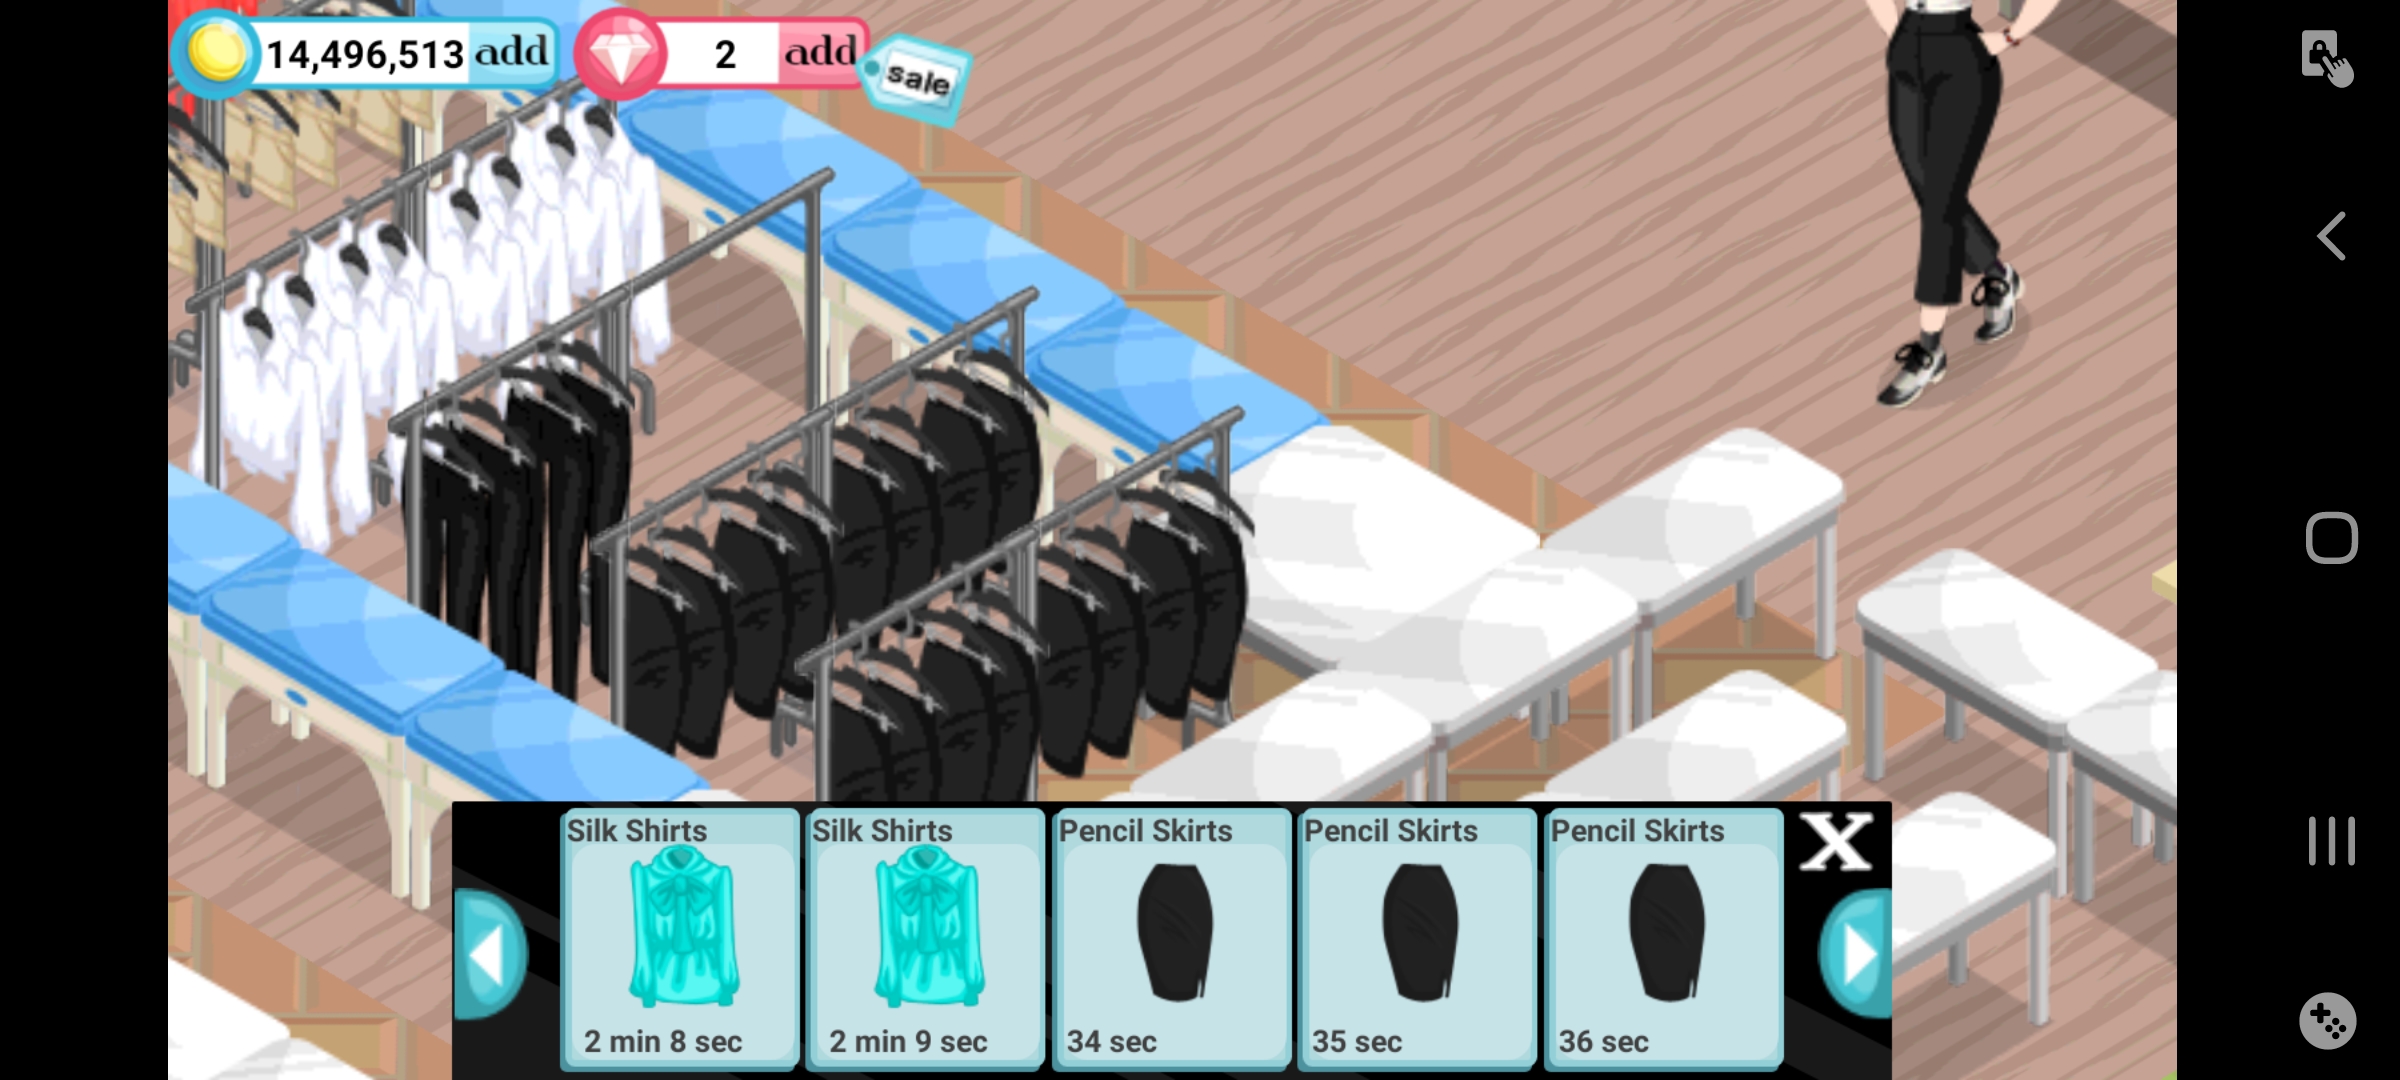 14,496,513 add
2 add
sale
Silk Shirts
2 min 8 sec
Silk Shirts
2 min 9 sec
Pencil Skirts
34 sec
Pencil Skirts
35 sec
Pencil Skirts
36 sec
X